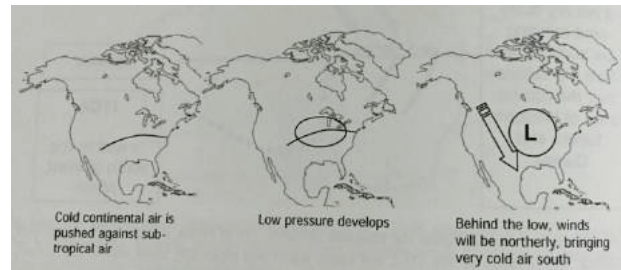 L
Cold continental air is
pushed against sub-
tropical air
Low pressure develops
Behind the low, winds
will be northerly, bringing
very cold air south